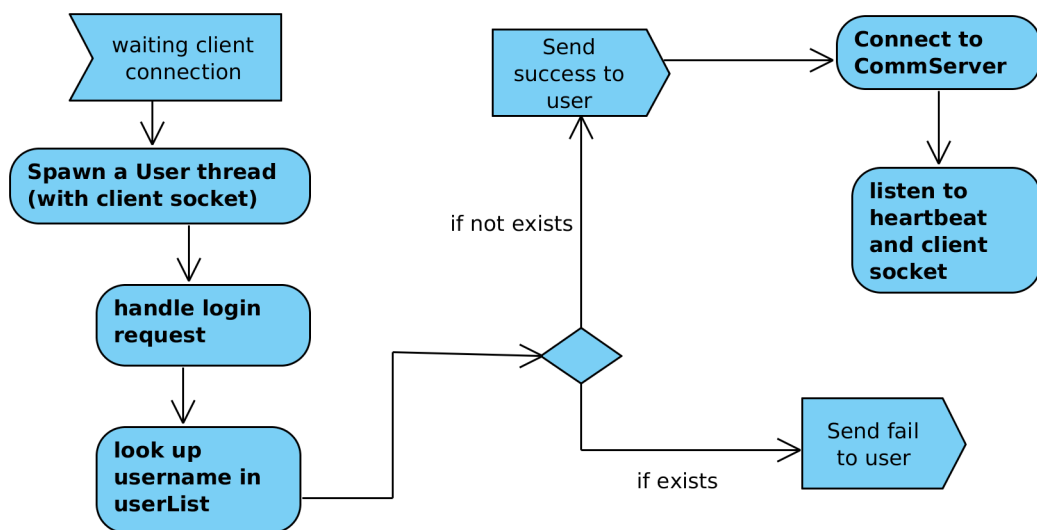 waiting client
connection
Spawn a User thread
(with client socket)
handle login
request
look up
username in
userList
if not exists
Send
success to
user
Connect to
CommServer
listen to
heartbeat
and client
socket
if exists
Send fail
to user